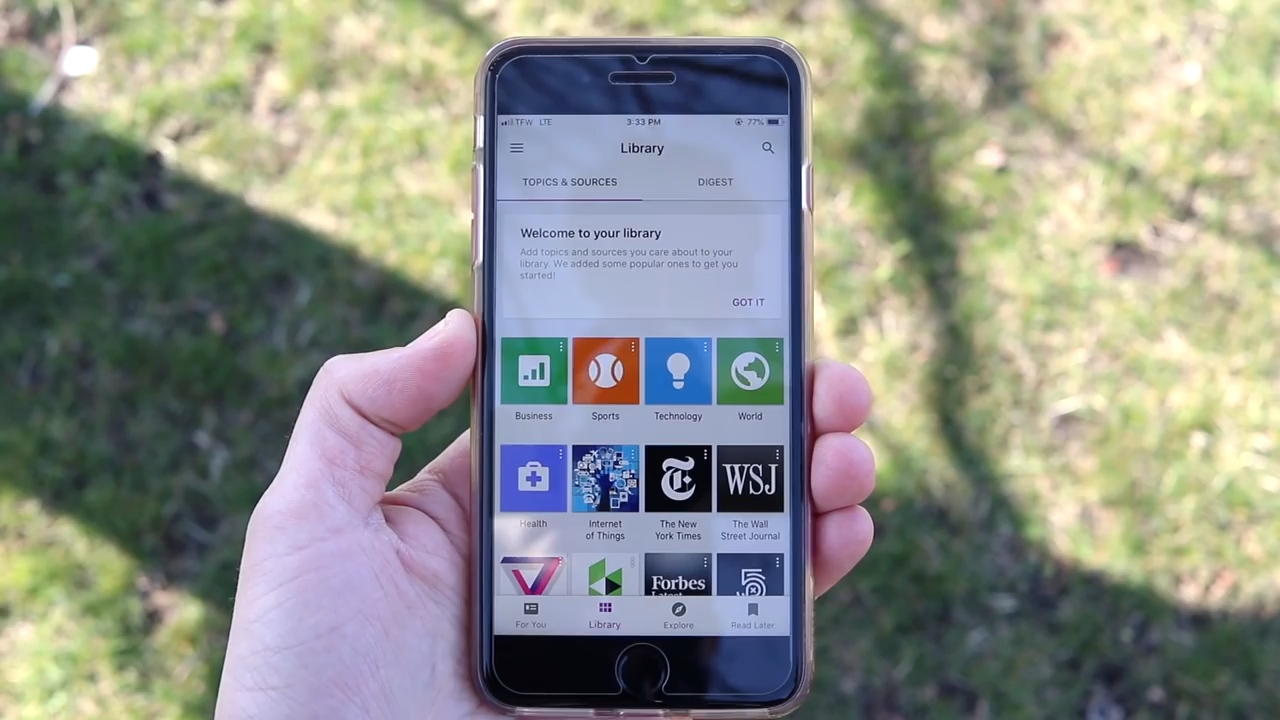 TFW LTE 3:33 PM 77%
Library
TOPICS & SOURCES DIGEST
Welcome to your library
Add topics and sources you care about to your
library. We added some popular ones to get you
started!
GOT IT
Business Sports Technology World
T WSJ
Health Internet The New The Wall
of Things York Times Street Journal
Forbes
Latest
For You Library Explore Read Later